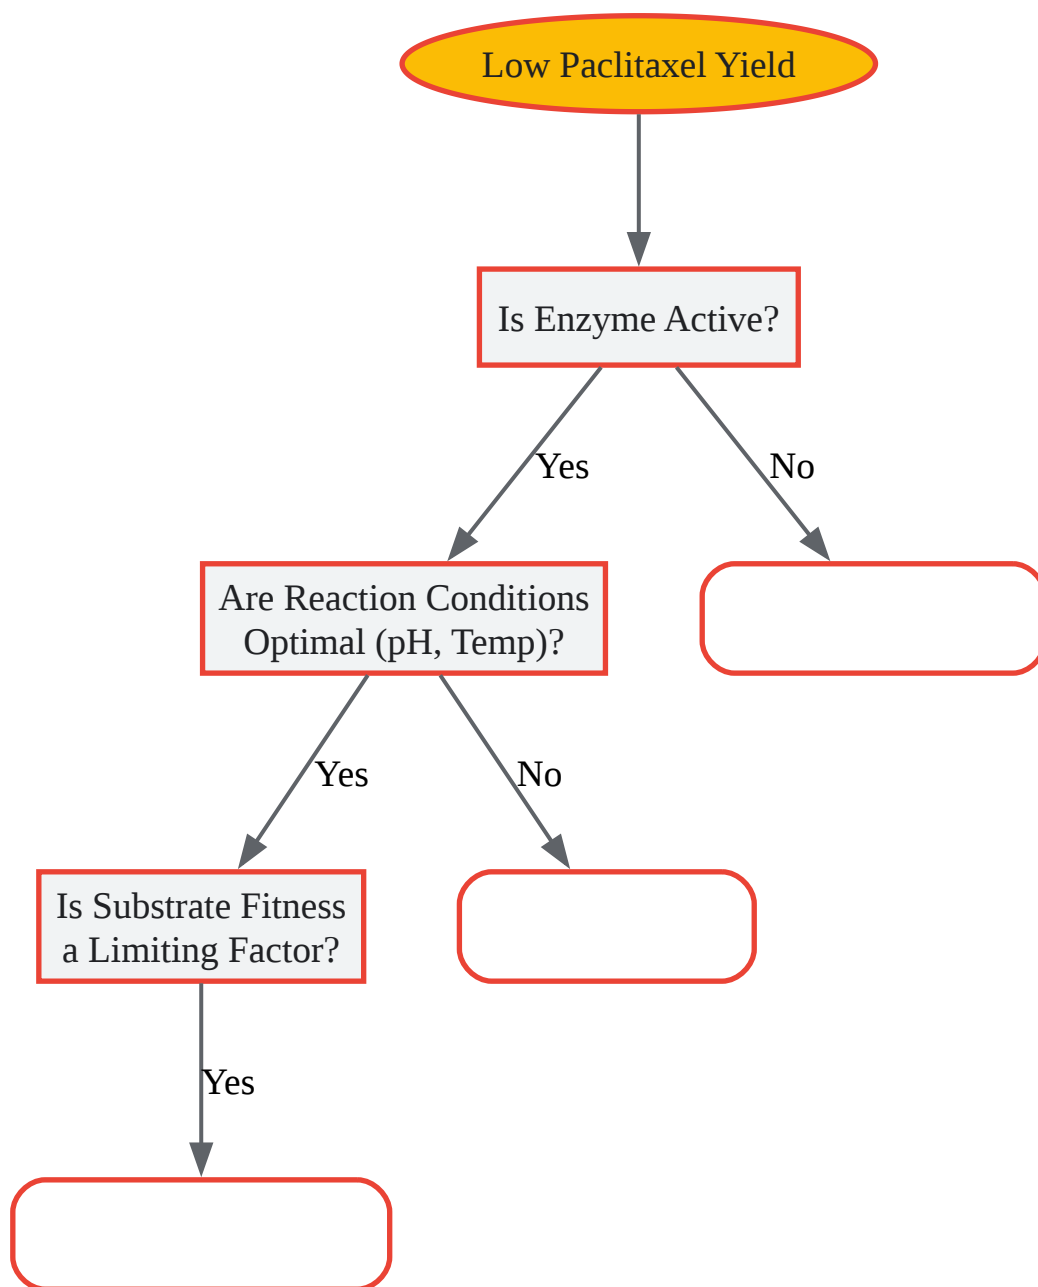 Low Paclitaxel Yield
Is Enzyme Active?
Yes
No
Are Reaction Conditions
Optimal (pH, Temp)?
Yes
No
Is Substrate Fitness
a Limiting Factor?
Yes